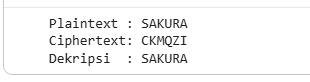 Plaintext : SAKURA
Ciphertext: CKMQZI
Dekripsi  : SAKURA